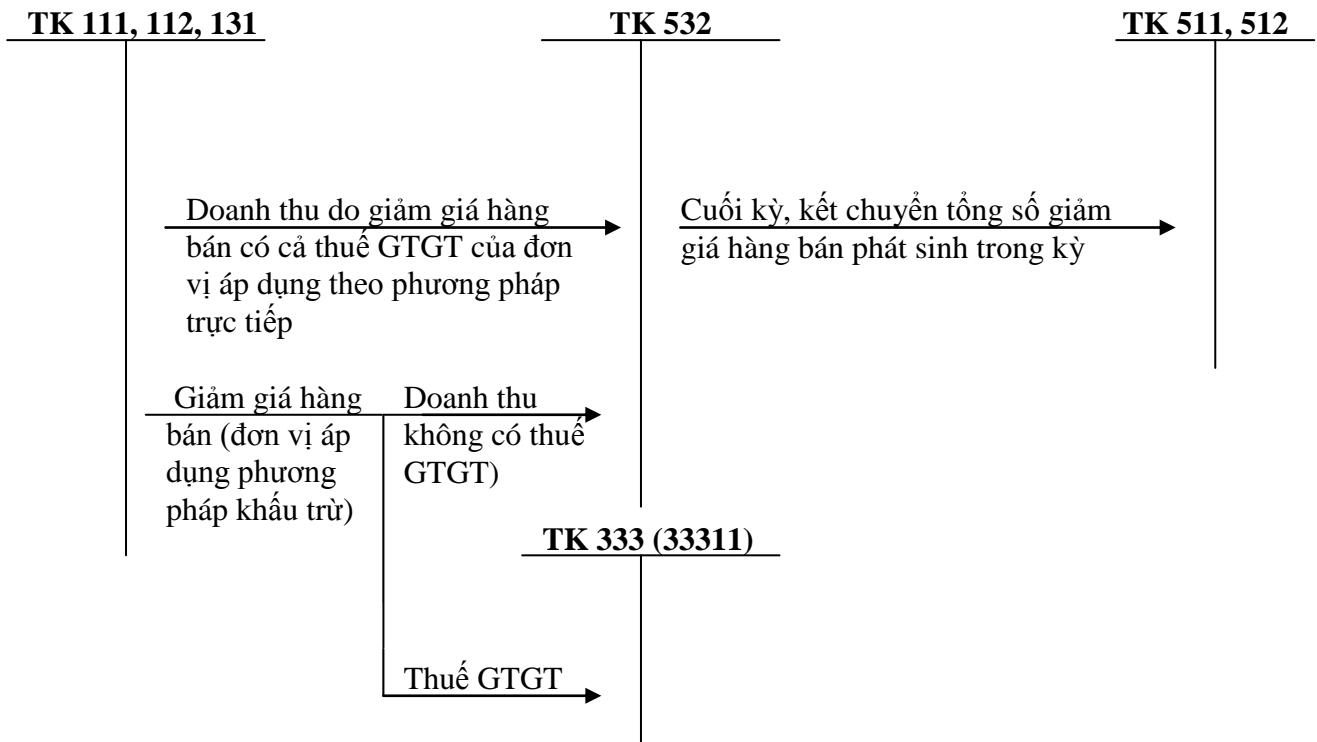 TK 111, 112, 131
TK 532
TK 511, 512
Doanh thu do giảm giá hàng
bán có cả thuế GTGT của đơn
vị áp dụng theo phương pháp
trực tiếp
Cuối kỳ, kết chuyển tổng số giảm
giá hàng bán phát sinh trong kỳ
Giảm giá hàng
bán (đơn vị áp
dụng phương
pháp khấu trừ)
Doanh thu
không có thuế
GTGT)
TK 333 (33311)
Thuế GTGT